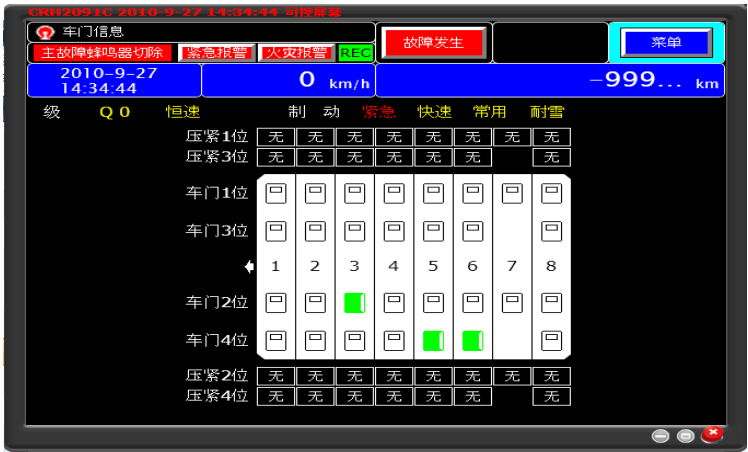 CRH2091C 2010-9-27 14:34:44 司控解意
车门信息
主故障蜂鸣器切除 紧急报警 火灾报警 REC 故障发生 菜单
2010-9-27
14:34:44
0 km/h
-999... km
级 Q 0 恒速 制 动 紧急 快速 常用 耐雪
压紧1位 无 无 无 无 无 无 无 无
压紧3位 无 无 无 无 无 无 无
车门1位
车门3位
1 2 3 4 5 6 7 8
车门2位
车门4位
压紧2位 无 无 无 无 无 无 无 无
压紧4位 无 无 无 无 无 无 无